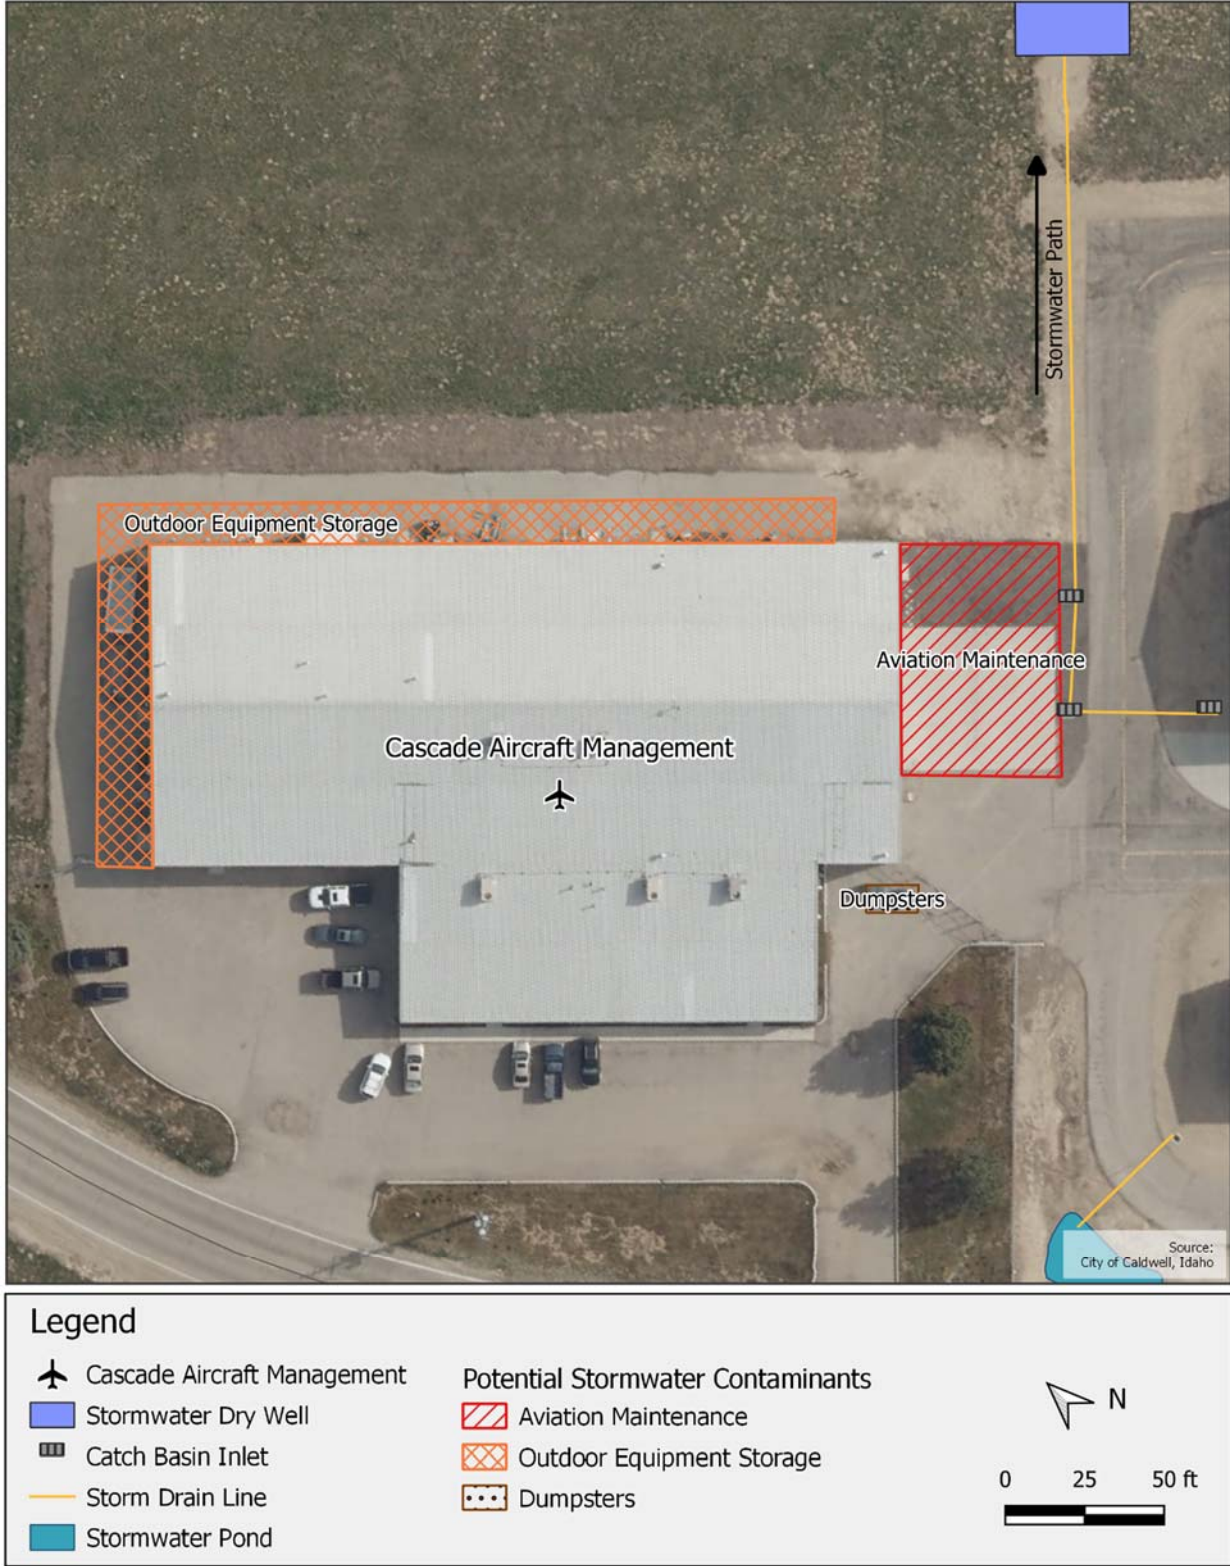 Stormwater Path
Outdoor Equipment Storage
Aviation Maintenance
Cascade Aircraft Management
Dumpsters
Source:
City of Caldwell, Idaho
Legend
Cascade Aircraft Management
Stormwater Dry Well
Catch Basin Inlet
Storm Drain Line
Stormwater Pond
Potential Stormwater Contaminants
Aviation Maintenance
Outdoor Equipment Storage
Dumpsters
N
0 25 50 ft